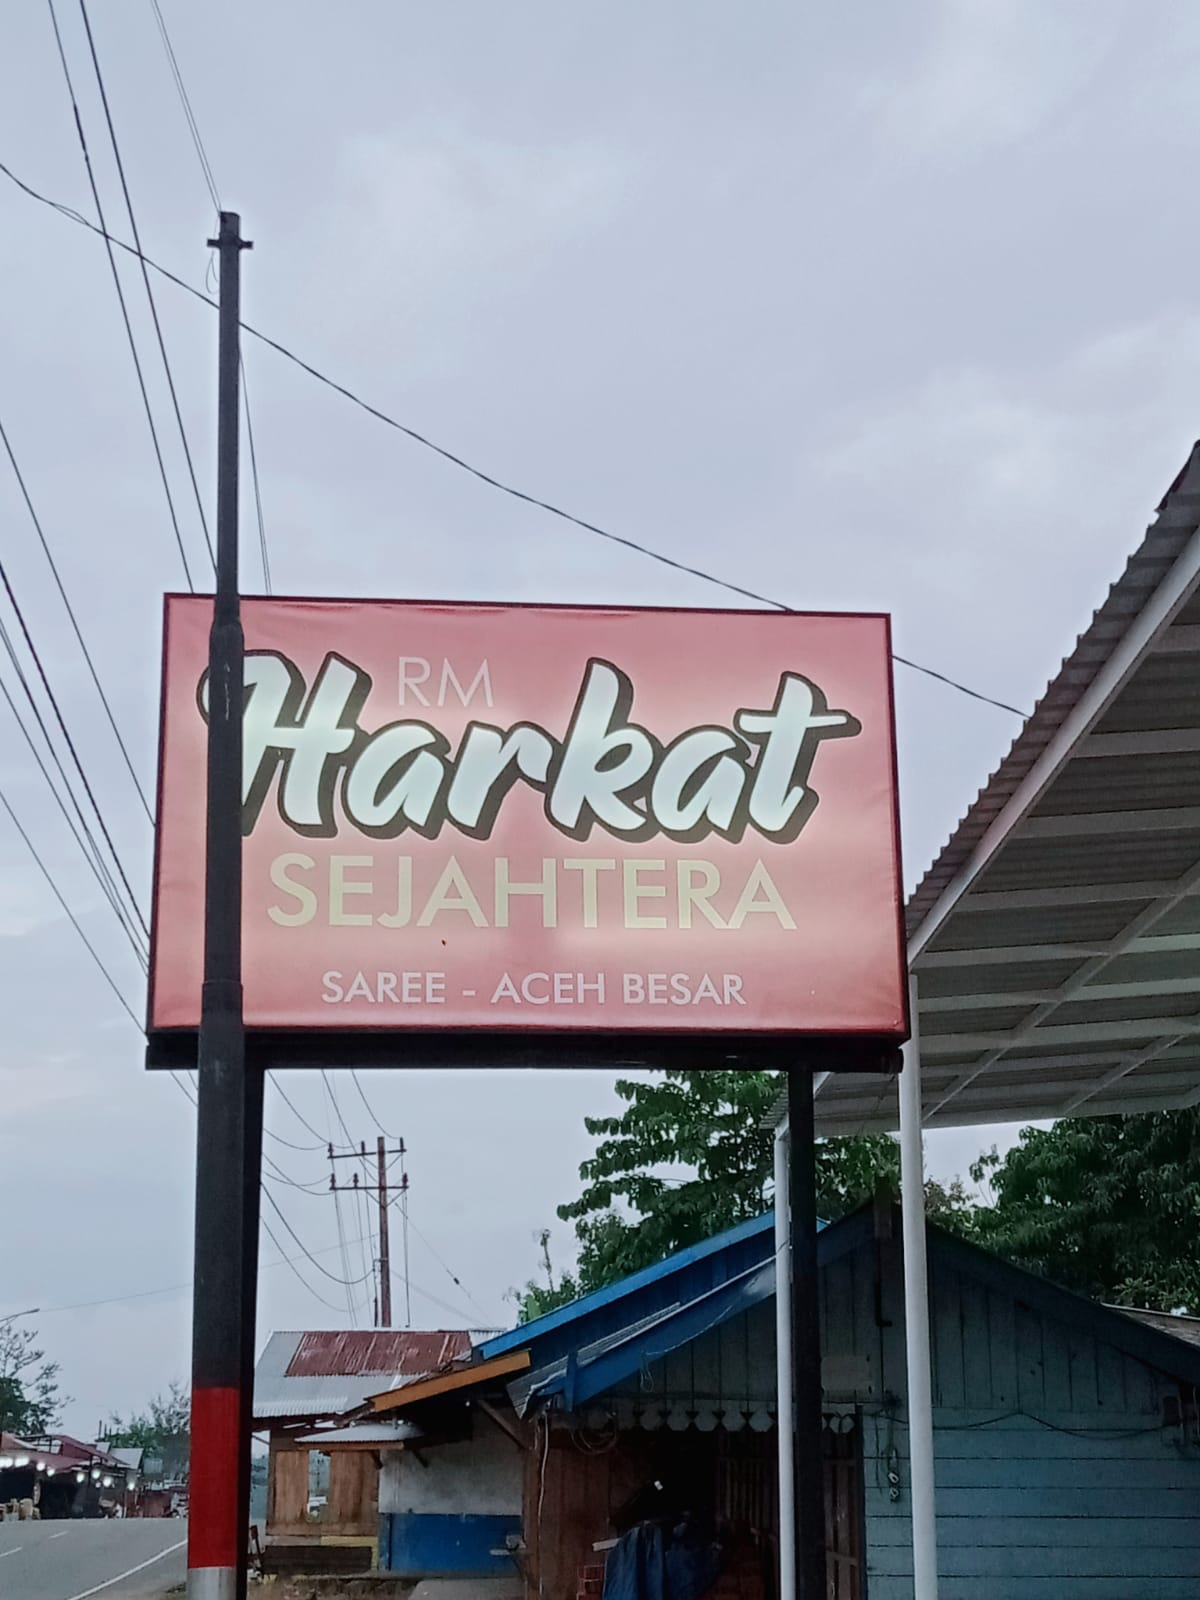 RM
Harkat
SEJAHTERA
SAREE - ACEH BESAR